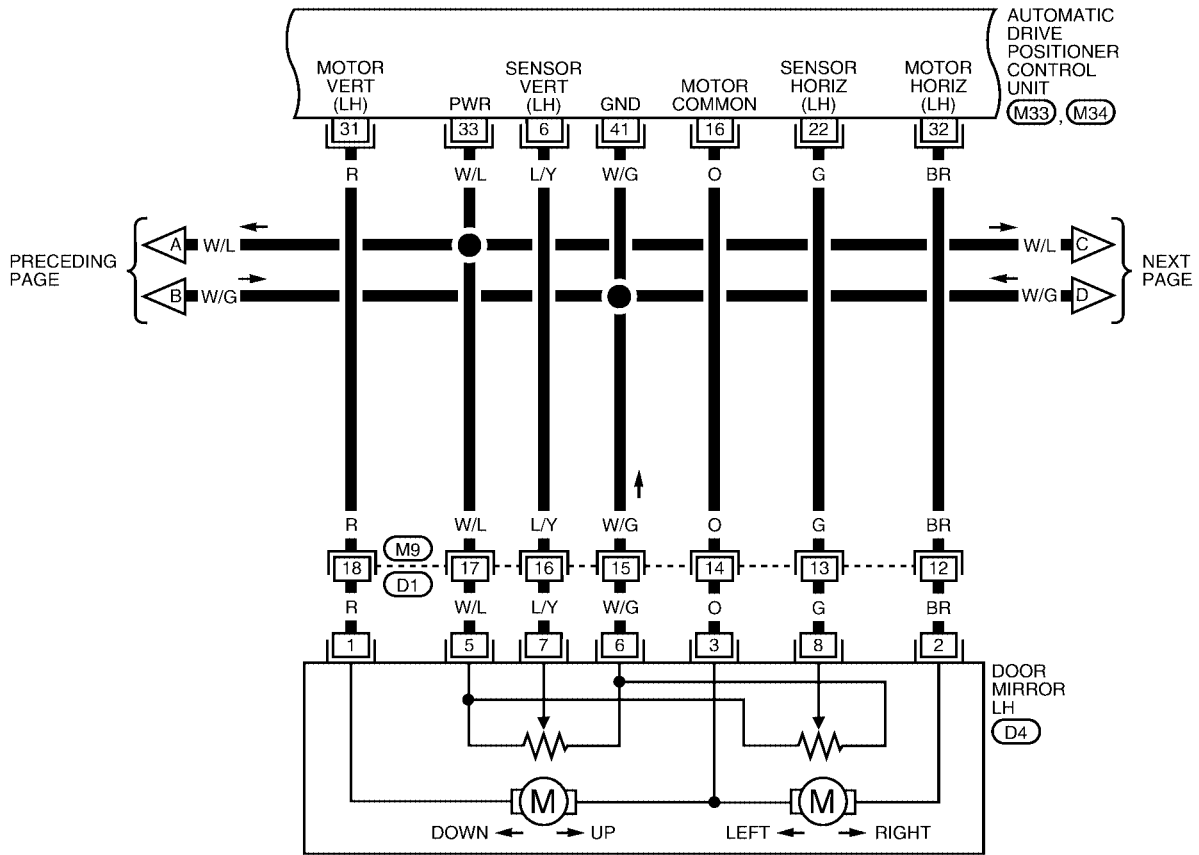 AUTOMATIC
DRIVE
POSITIONER
CONTROL
UNIT
M33 , M34
MOTOR
VERT
(LH)
PWR
SENSOR
VERT
(LH)
GND
MOTOR
COMMON
SENSOR
HORIZ
(LH)
MOTOR
HORIZ
(LH)
31 33 6 41 16 22 32
R W/L L/Y W/G O G BR
PRECEDING
PAGE
A W/L W/L C
B W/G W/G D
NEXT
PAGE
R W/L L/Y W/G O G BR
M9
18 17 16 15 14 13 12
D1
R W/L L/Y W/G O G BR
1 5 7 6 3 8 2
DOOR
MIRROR
LH
D4
M M
DOWN UP LEFT RIGHT